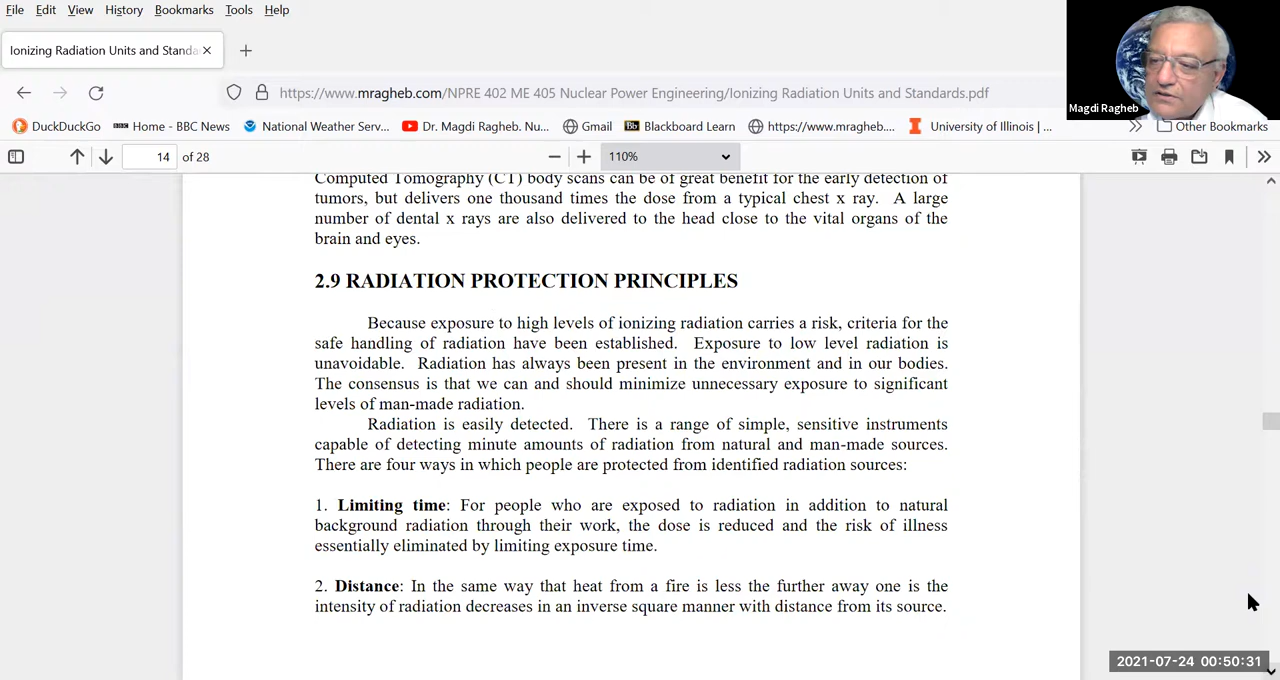 File Edit View History Bookmarks Tools Help
Ionizing Radiation Units and Standa
https://www.mragheb.com/NPRE 402 ME 405 Nuclear Power Engineering/Ionizing Radiation Units and Standards.pdf
Magdi Ragheb
DuckDuckGo BBC Home - BBC News National Weather Serv... Dr. Magdi Ragheb. Nu... Gmail Bb Blackboard Learn https://www.mragheb.... I University of Illinois |... Other Bookmarks
14 of 28 110%
Computed Tomography (CT) body scans can be of great benefit for the early detection of
tumors, but delivers one thousand times the dose from a typical chest x ray. A large
number of dental x rays are also delivered to the head close to the vital organs of the
brain and eyes.
2.9 RADIATION PROTECTION PRINCIPLES
Because exposure to high levels of ionizing radiation carries a risk, criteria for the
safe handling of radiation have been established. Exposure to low level radiation is
unavoidable. Radiation has always been present in the environment and in our bodies.
The consensus is that we can and should minimize unnecessary exposure to significant
levels of man-made radiation.
Radiation is easily detected. There is a range of simple, sensitive instruments
capable of detecting minute amounts of radiation from natural and man-made sources.
There are four ways in which people are protected from identified radiation sources:
1. Limiting time: For people who are exposed to radiation in addition to natural
background radiation through their work, the dose is reduced and the risk of illness
essentially eliminated by limiting exposure time.
2. Distance: In the same way that heat from a fire is less the further away one is the
intensity of radiation decreases in an inverse square manner with distance from its source.
2021-07-24 00:50:31